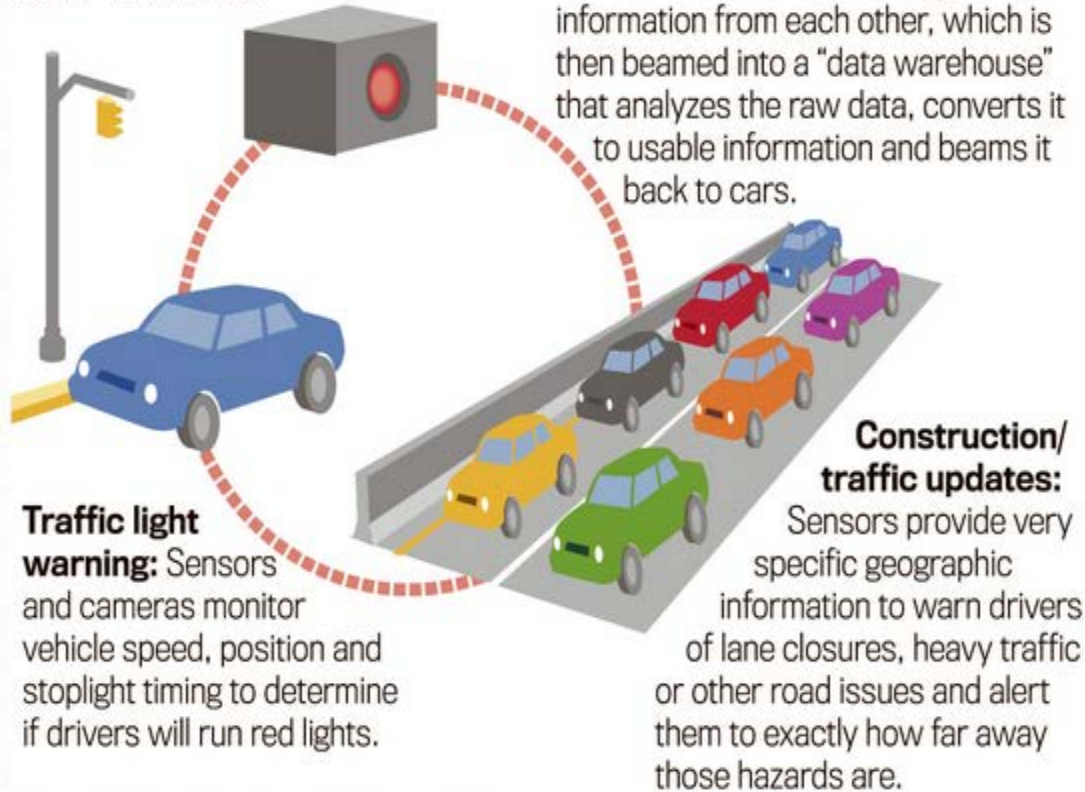 information from each other, which is
then beamed into a “data warehouse”
that analyzes the raw data, converts it
to usable information and beams it
back to cars.
Traffic light
warning: Sensors
and cameras monitor
vehicle speed, position and
stoplight timing to determine
if drivers will run red lights.
Construction/
traffic updates:
Sensors provide very
specific geographic
information to warn drivers
of lane closures, heavy traffic
or other road issues and alert
them to exactly how far away
those hazards are.